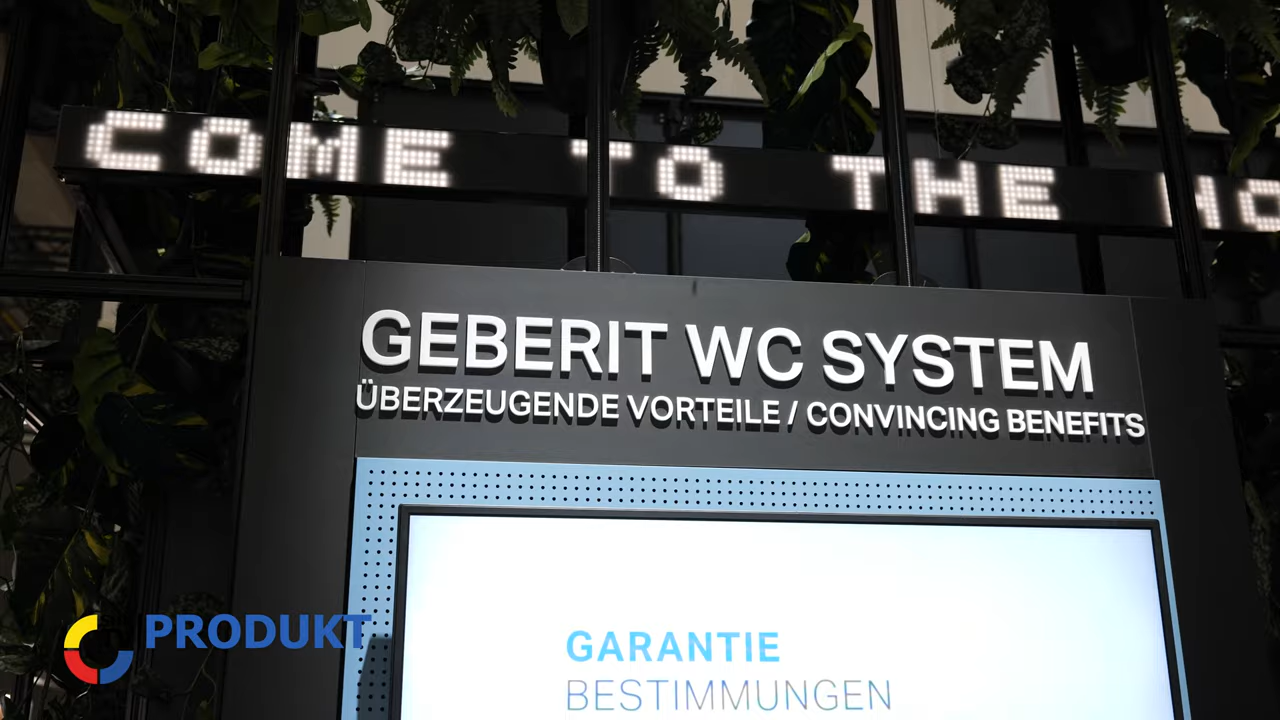 COME TO THE
GEBERIT WC SYSTEM
ÜBERZEUGENDE VORTEILE / CONVINCING BENEFITS
GARANTIE
BESTIMMUNGEN
PRODUKT